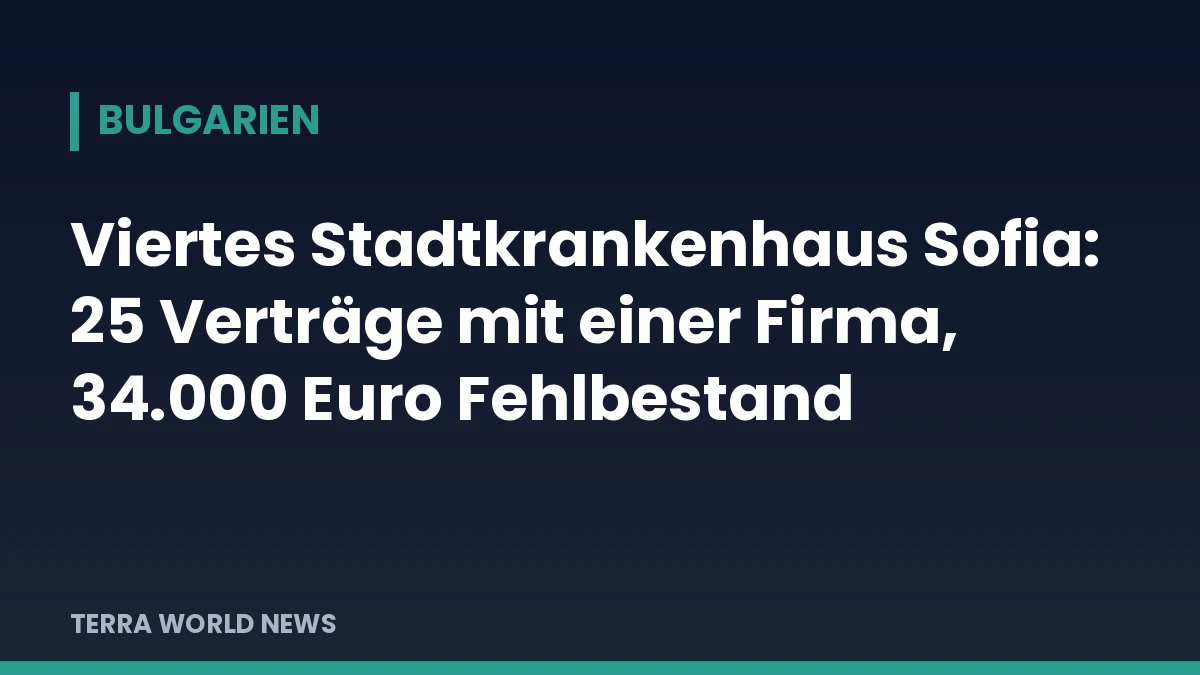 BULGARIEN
Viertes Stadtkrankenhaus Sofia:
25 Verträge mit einer Firma,
34.000 Euro Fehlbestand
TERRA WORLD NEWS